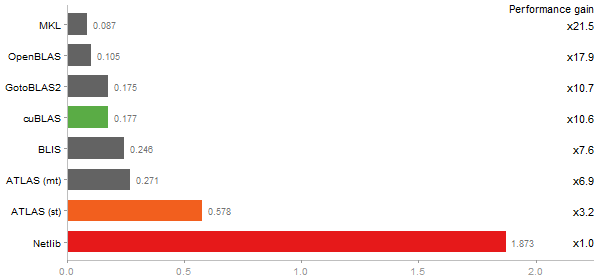 Performance gain
MKL 0.087 x21.5
OpenBLAS 0.105 x17.9
GotoBLAS2 0.175 x10.7
cuBLAS 0.177 x10.6
BLIS 0.246 x7.6
ATLAS (mt) 0.271 x6.9
ATLAS (st) 0.578 x3.2
Netlib 1.873 x1.0
0.0 0.5 1.0 1.5 2.0